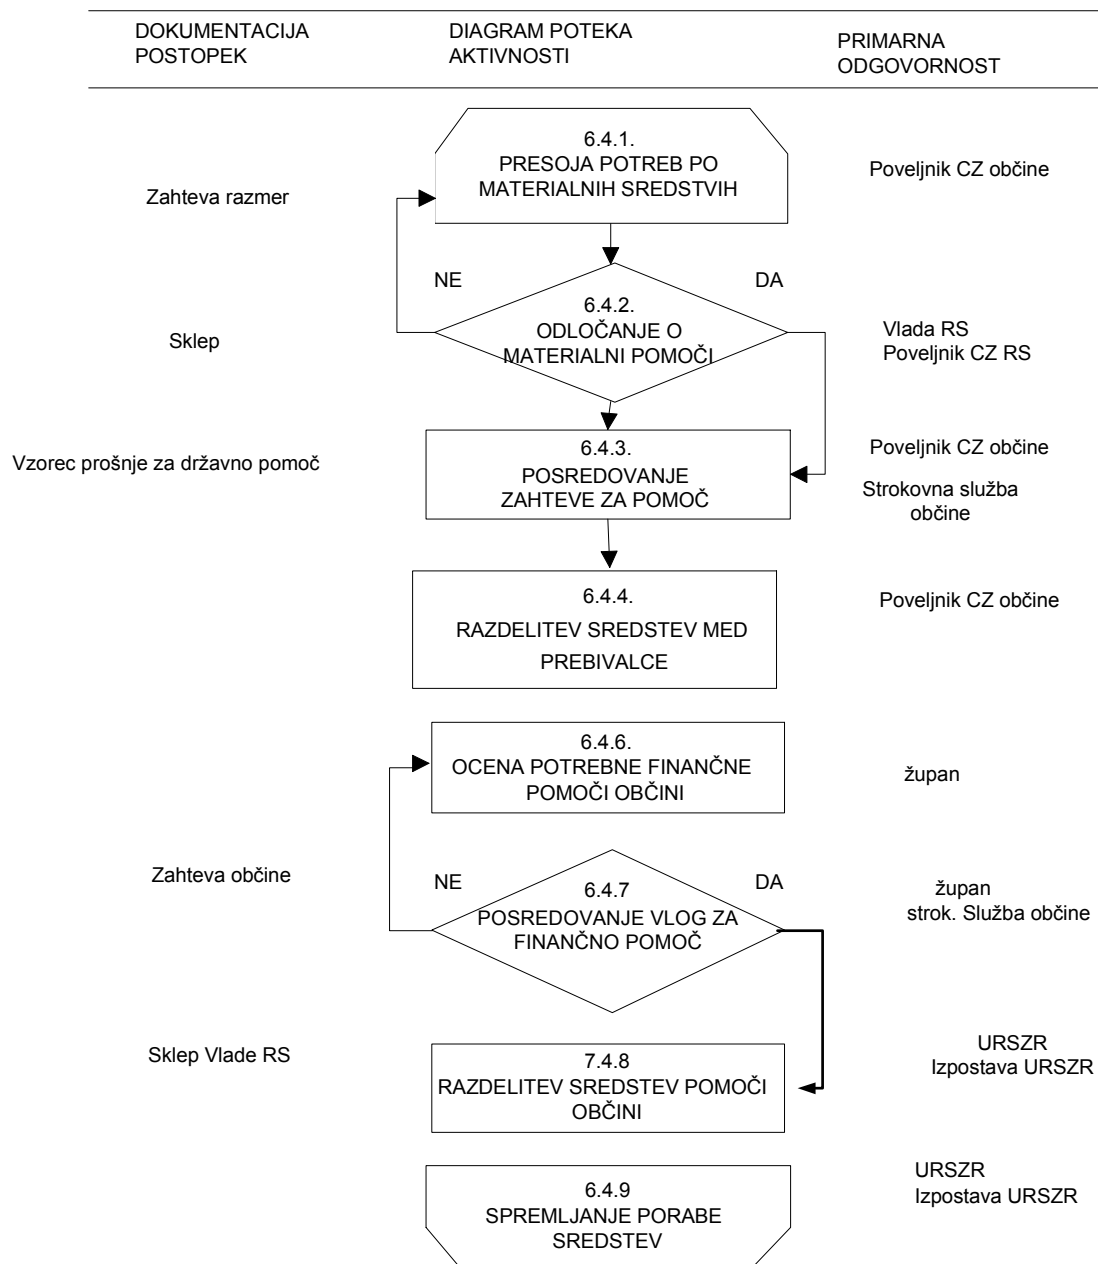 DOKUMENTACIJA
POSTOPEK
DIAGRAM POTEKA
AKTIVNOSTI
PRIMARNA
ODGOVORNOST
6.4.1.
PRESOJA POTREB PO
MATERIALNIH SREDSTVIH
Poveljnik CZ občine
Zahteva razmer
NE
DA
6.4.2.
ODLOČANJE O
MATERIALNI POMOČI
Sklep
Vlada RS
Poveljnik CZ RS
6.4.3.
POSREDOVANJE
ZAHTEVE ZA POMOČ
Vzorec prošnje za državno pomoč
Poveljnik CZ občine
Strokovna služba
občine
6.4.4.
RAZDELITEV SREDSTEV MED
PREBIVALCE
Poveljnik CZ občine
6.4.6.
OCENA POTREBNE FINANČNE
POMOČI OBČINI
župan
Zahteva občine
NE
DA
6.4.7
POSREDOVANJE VLOG ZA
FINANČNO POMOČ
župan
strok. Služba občine
Sklep Vlade RS
7.4.8
RAZDELITEV SREDSTEV POMOČI
OBČINI
URSZR
Izpostava URSZR
6.4.9
SPREMLJANJE PORABE
SREDSTEV
URSZR
Izpostava URSZR